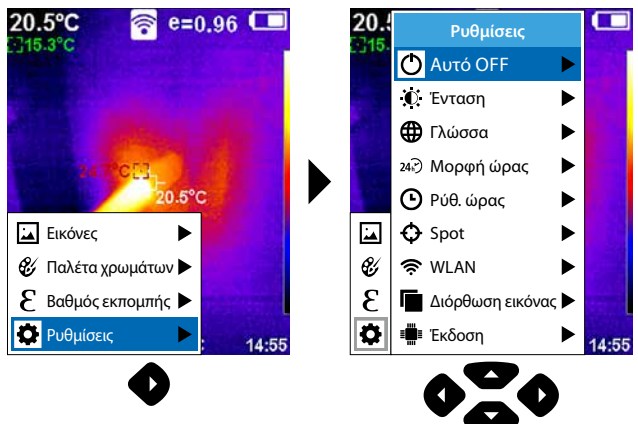 20.5°C e=0.96
15.3°C
24.7°C
20.5°C
Εικόνες
Παλέτα χρωμάτων
ε Βαθμός εκπομπής
Ρυθμίσεις
14:55
20.5
15.
Ρυθμίσεις
Αυτό OFF
Ένταση
Γλώσσα
24h Μορφή ώρας
Ρύθ. ώρας
Spot
WLAN
ε Διόρθωση εικόνας
Έκδοση
14:55